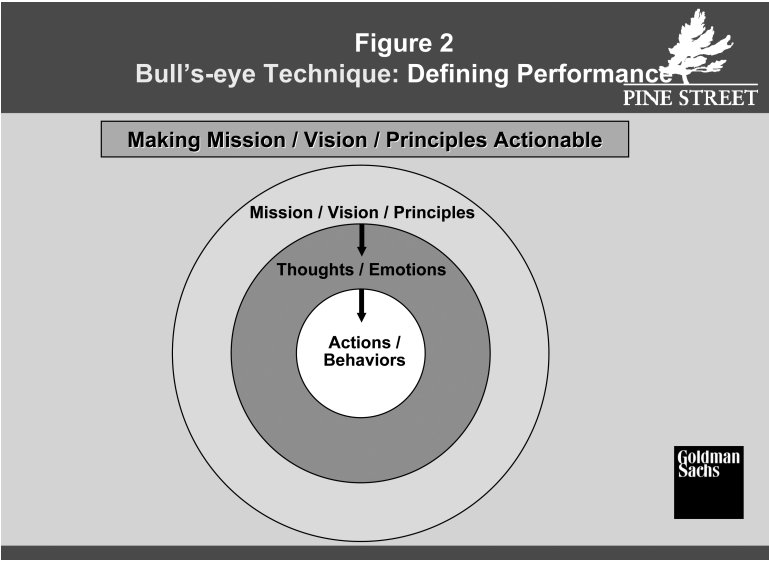 Figure 2
Bull's-eye Technique: Defining Performance
PINE STREET
Making Mission / Vision / Principles Actionable
Mission / Vision / Principles
Thoughts / Emotions
Actions /
Behaviors
Goldman
Sachs